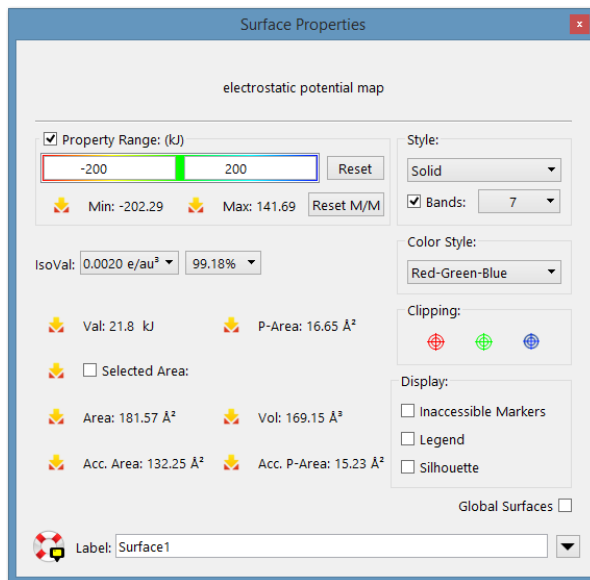 Surface Properties
x
electrostatic potential map
Property Range: (kJ)
-200 200 Reset
Min: -202.29 Max: 141.69 Reset M/M
Style:
Solid
Bands: 7
IsoVal: 0.0020 e/au³ 99.18%
Color Style:
Red-Green-Blue
Val: 21.8 kJ P-Area: 16.65 Å²
Clipping:
Selected Area:
Area: 181.57 Å² Vol: 169.15 Å³
Acc. Area: 132.25 Å² Acc. P-Area: 15.23 Å²
Display:
Inaccessible Markers
Legend
Silhouette
Global Surfaces
Label: Surface1